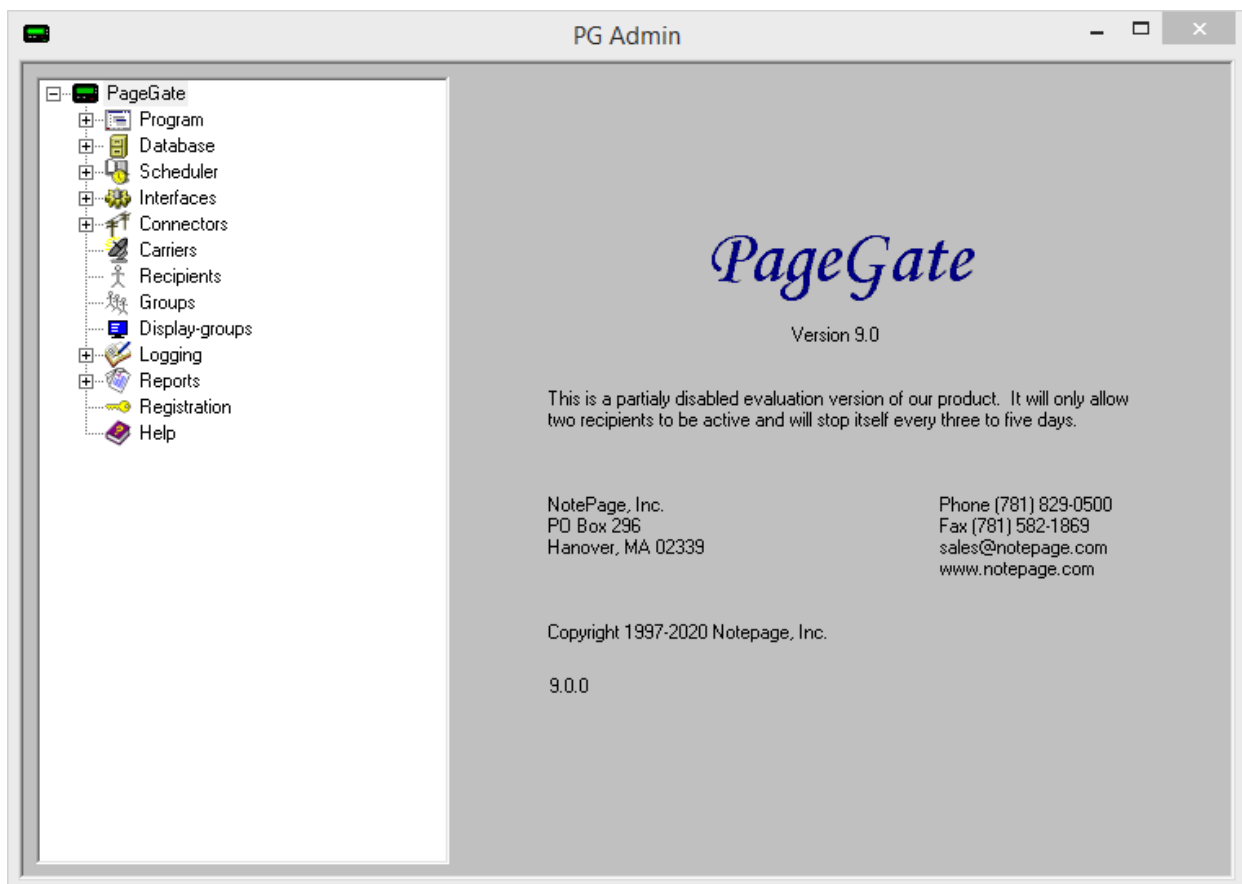 PG Admin
PageGate
Program
Database
Scheduler
Interfaces
Connectors
Carriers
Recipients
Groups
Display-groups
Logging
Reports
Registration
Help
PageGate
Version 9.0
This is a partialy disabled evaluation version of our product. It will only allow
two recipients to be active and will stop itself every three to five days.
NotePage, Inc.
PO Box 296
Hanover, MA 02339
Phone (781) 829-0500
Fax (781) 582-1869
sales@notepage.com
www.notepage.com
Copyright 1997-2020 Notepage, Inc.
9.0.0